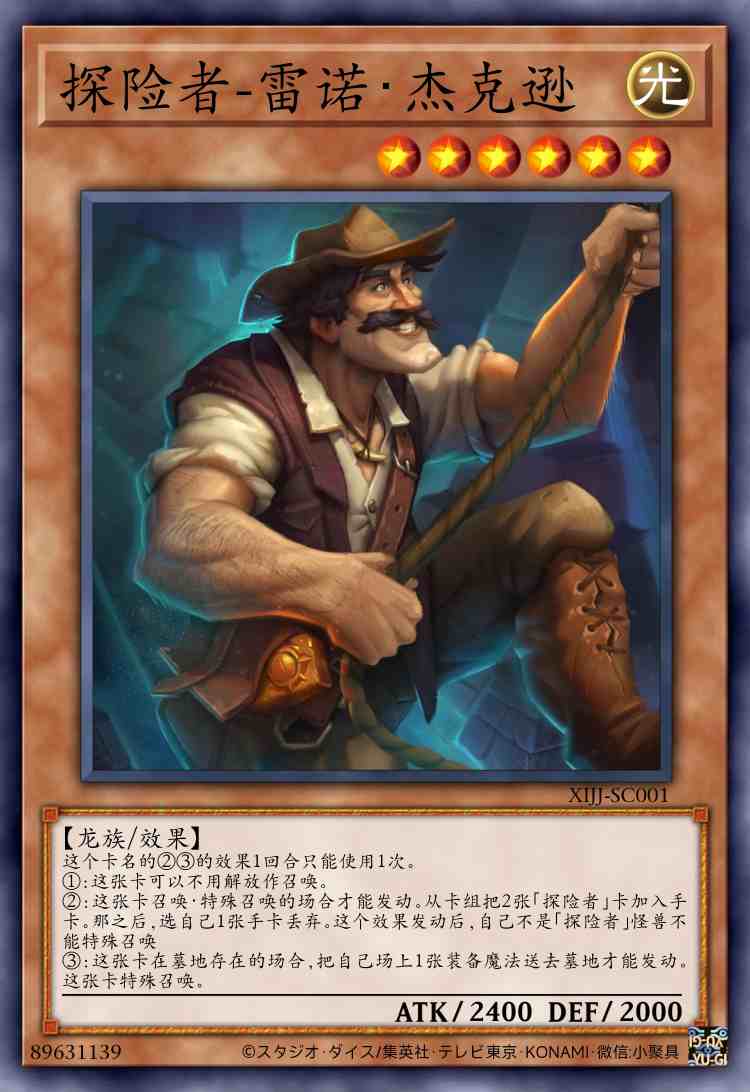 探险者-雷诺·杰克逊
光
XIJJ-SC001
【龙族/效果】
这个卡名的②③的效果1回合只能使用1次。
①:这张卡可以不用解放作召唤。
②:这张卡召唤·特殊召唤的场合才能发动。从卡组把2张「探险者」卡加入手
卡。那之后,选自己1张手卡丢弃。这个效果发动后,自己不是「探险者」怪兽不
能特殊召唤
③:这张卡在墓地存在的场合,把自己场上1张装备魔法送去墓地才能发动。
这张卡特殊召唤。
ATK/2400 DEF/2000
89631139
©スタジオ·ダイス/集英社·テレビ東京·KONAMI·微信:小聚具